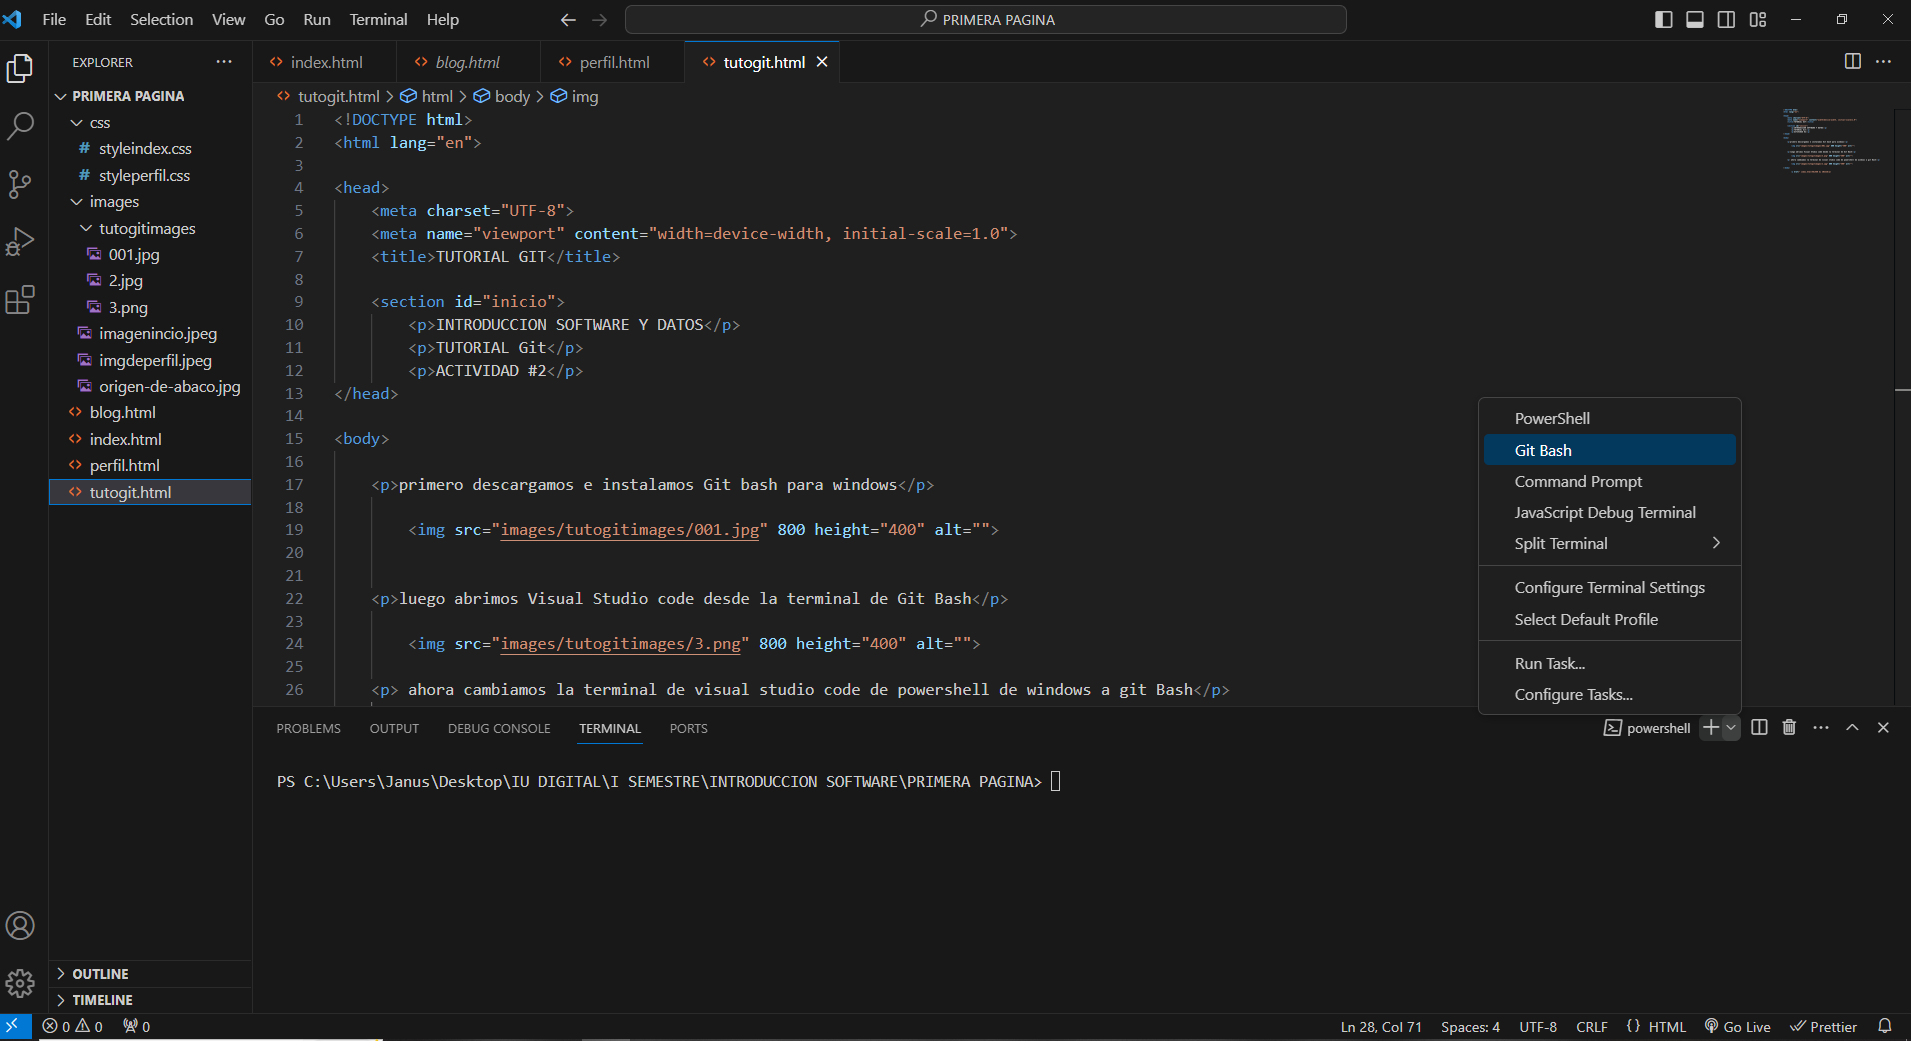 File Edit Selection View Go Run Terminal Help
PRIMERA PAGINA
EXPLORER
PRIMERA PAGINA
css
# styleindex.css
# styleperfil.css
images
tutogitimages
001.jpg
2.jpg
3.png
imagenincio.jpeg
imgdeperfil.jpeg
origen-de-abaco.jpg
<> blog.html
<> index.html
<> perfil.html
<> tutogit.html
OUTLINE
TIMELINE
<> index.html <> blog.html <> perfil.html <> tutogit.html
<> tutogit.html > html > body > img
1 <!DOCTYPE html>
2 <html lang="en">
3
4 <head>
5 <meta charset="UTF-8">
6 <meta name="viewport" content="width=device-width, initial-scale=1.0">
7 <title>TUTORIAL GIT</title>
8
9 <section id="inicio">
10 <p>INTRODUCCION SOFTWARE Y DATOS</p>
11 <p>TUTORIAL Git</p>
12 <p>ACTIVIDAD #2</p>
13 </head>
14
15 <body>
16
17 <p>primero descargamos e instalamos Git bash para windows</p>
18
19 <img src="images/tutogitimages/001.jpg" 800 height="400" alt="">
20
21
22 <p>luego abrimos Visual Studio code desde la terminal de Git Bash</p>
23
24 <img src="images/tutogitimages/3.png" 800 height="400" alt="">
25
26 <p> ahora cambiamos la terminal de visual studio code de powershell de windows a git Bash</p>
PowerShell
Git Bash
Command Prompt
JavaScript Debug Terminal
Split Terminal
Configure Terminal Settings
Select Default Profile
Run Task...
Configure Tasks...
PROBLEMS OUTPUT DEBUG CONSOLE TERMINAL PORTS
powershell
PS C:\Users\Janus\Desktop\IU DIGITAL\I SEMESTRE\INTRODUCCION SOFTWARE\PRIMERA PAGINA>
0 0 0
Ln 28, Col 71 Spaces: 4 UTF-8 CRLF {} HTML Go Live Prettier